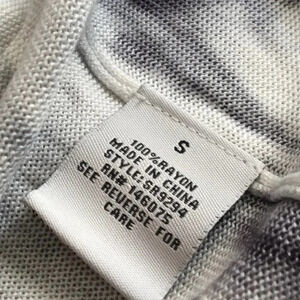 S
100%RAYON
MADE IN CHINA
STYLE: SR9294
RN# 146075
SEE REVERSE FOR
CARE